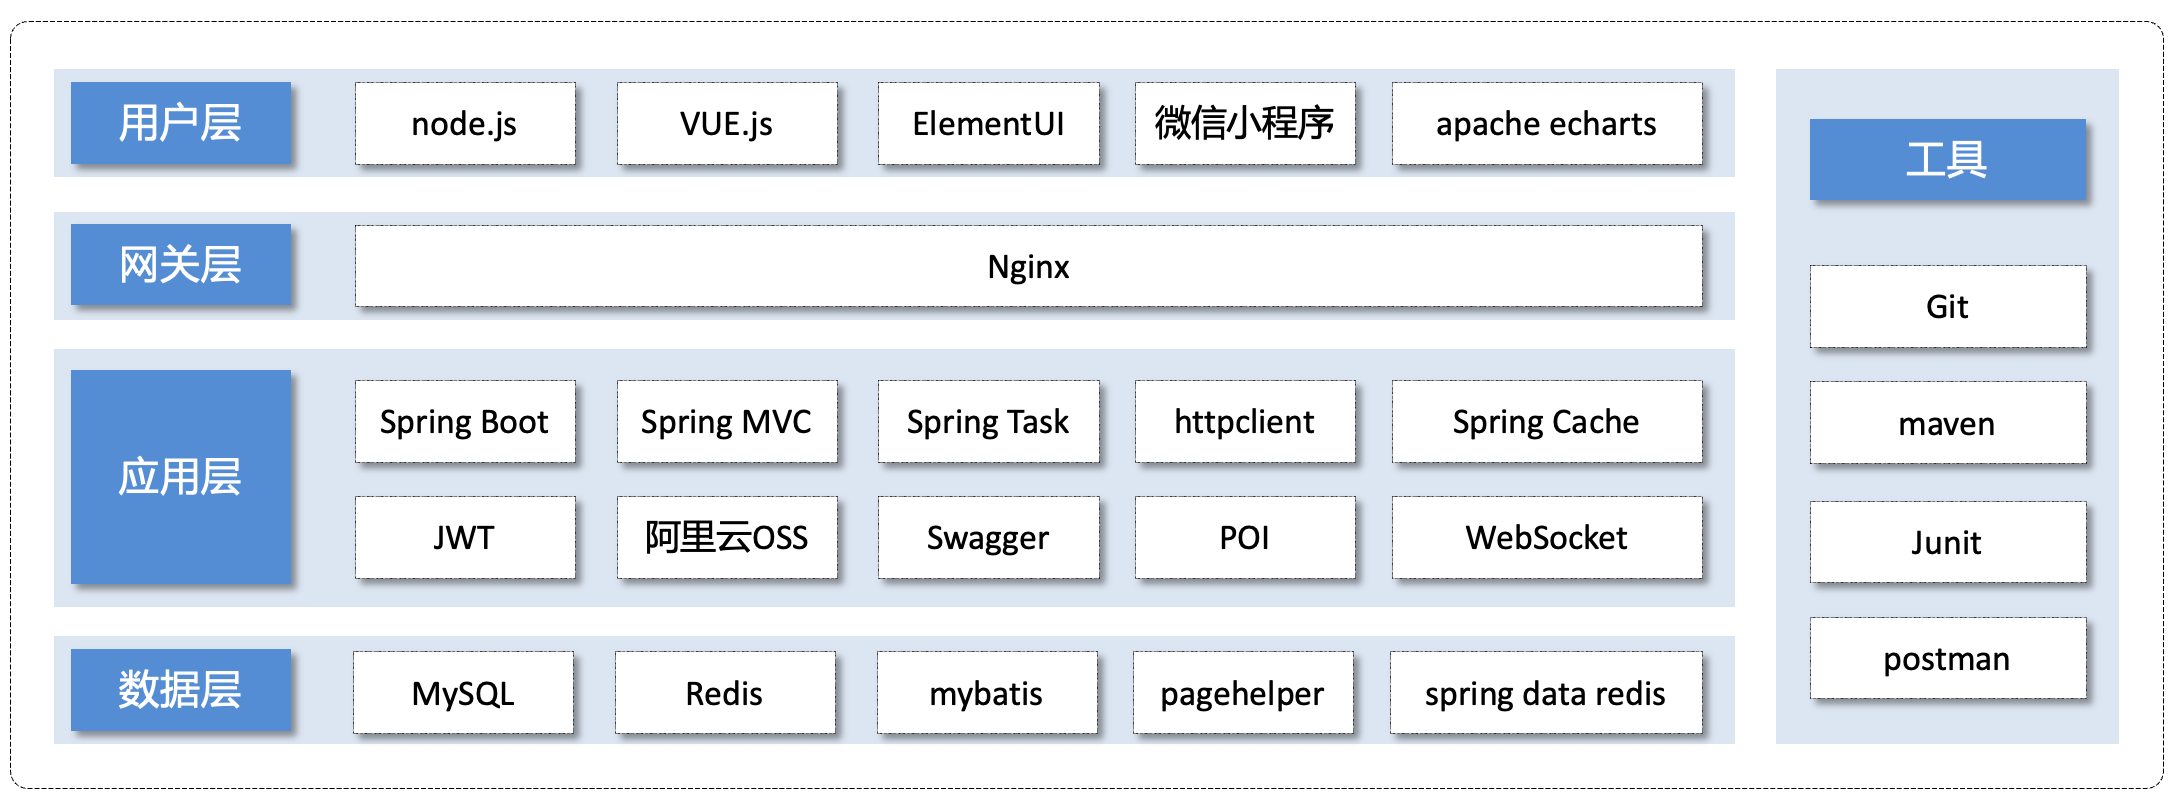 用户层
node.js
VUE.js
ElementUI
微信小程序
apache echarts
网关层
Nginx
应用层
Spring Boot
Spring MVC
Spring Task
httpclient
Spring Cache
JWT
阿里云OSS
Swagger
POI
WebSocket
数据层
MySQL
Redis
mybatis
pagehelper
spring data redis
工具
Git
maven
Junit
postman